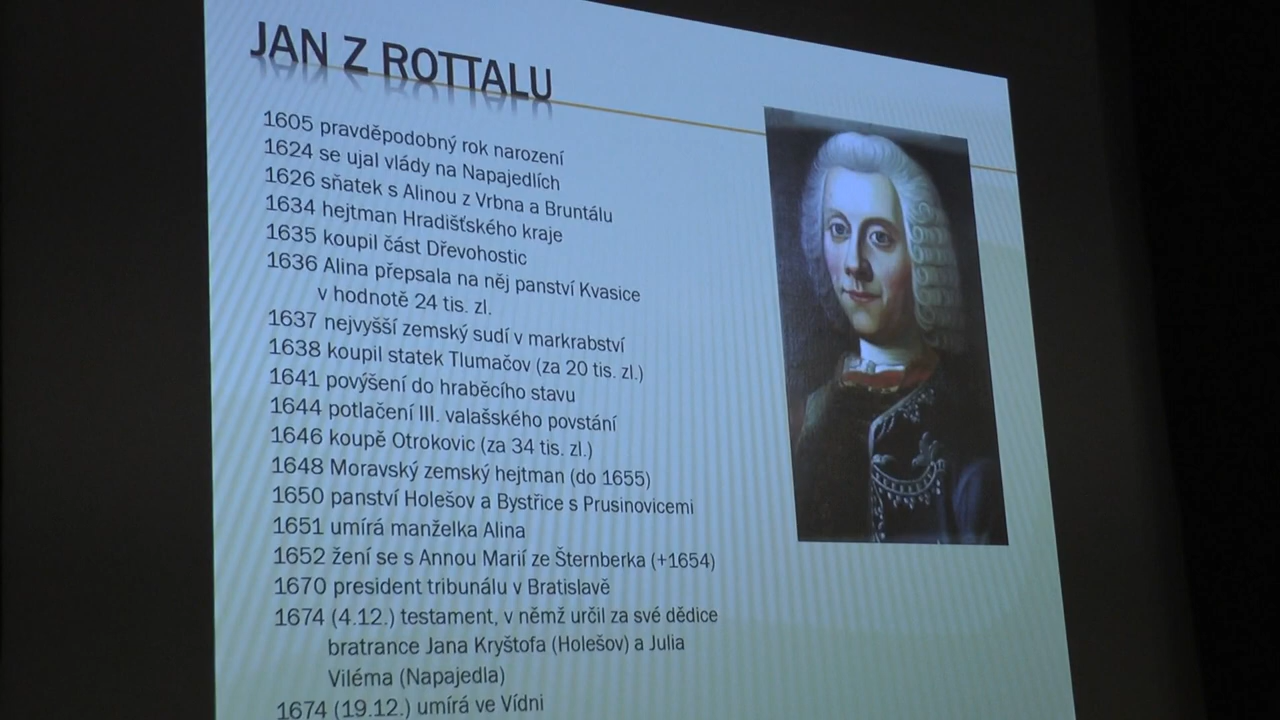 JAN Z ROTTALU
1605 pravděpodobný rok narození
1624 se ujal vlády na Napajedlích
1626 sňatek s Alinou z Vrbna a Bruntálu
1634 hejtman Hradišťského kraje
1635 koupil část Dřevohostic
1636 Alina přepsala na něj panství Kvasice
v hodnotě 24 tis. zl.
1637 nejvyšší zemský sudí v markrabství
1638 koupil statek Tlumačov (za 20 tis. zl.)
1641 povýšení do hraběcího stavu
1644 potlačení III. valašského povstání
1646 koupě Otrokovic (za 34 tis. zl.)
1648 Moravský zemský hejtman (do 1655)
1650 panství Holešov a Bystřice s Prusinovicemi
1651 umírá manželka Alina
1652 žení se s Annou Marií ze Šternberka (+1654)
1670 president tribunálu v Bratislavě
1674 (4.12.) testament, v němž určil za své dědice
bratrance Jana Kryštofa (Holešov) a Julia
Viléma (Napajedla)
1674 (19.12.) umírá ve Vídni